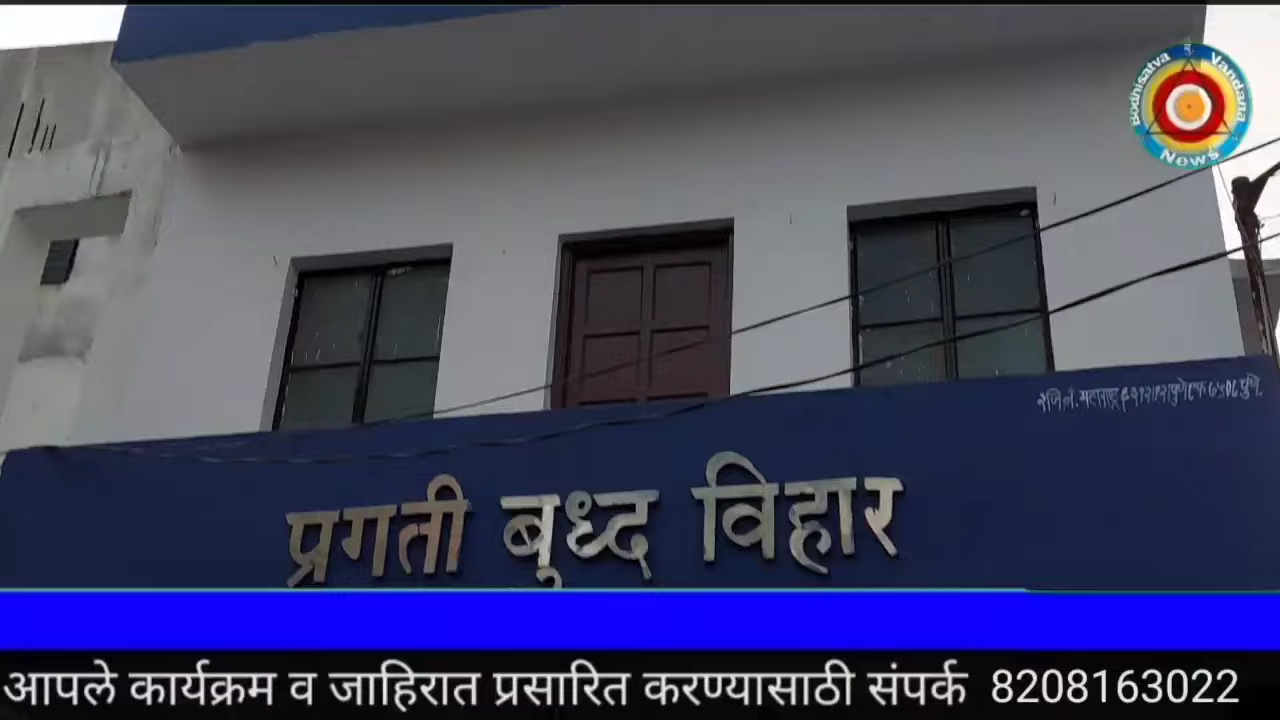 Bodhisatva Vandana
News
प्रगती बुध्द विहार
आपले कार्यक्रम व जाहिरात प्रसारित करण्यासाठी संपर्क 8208163022